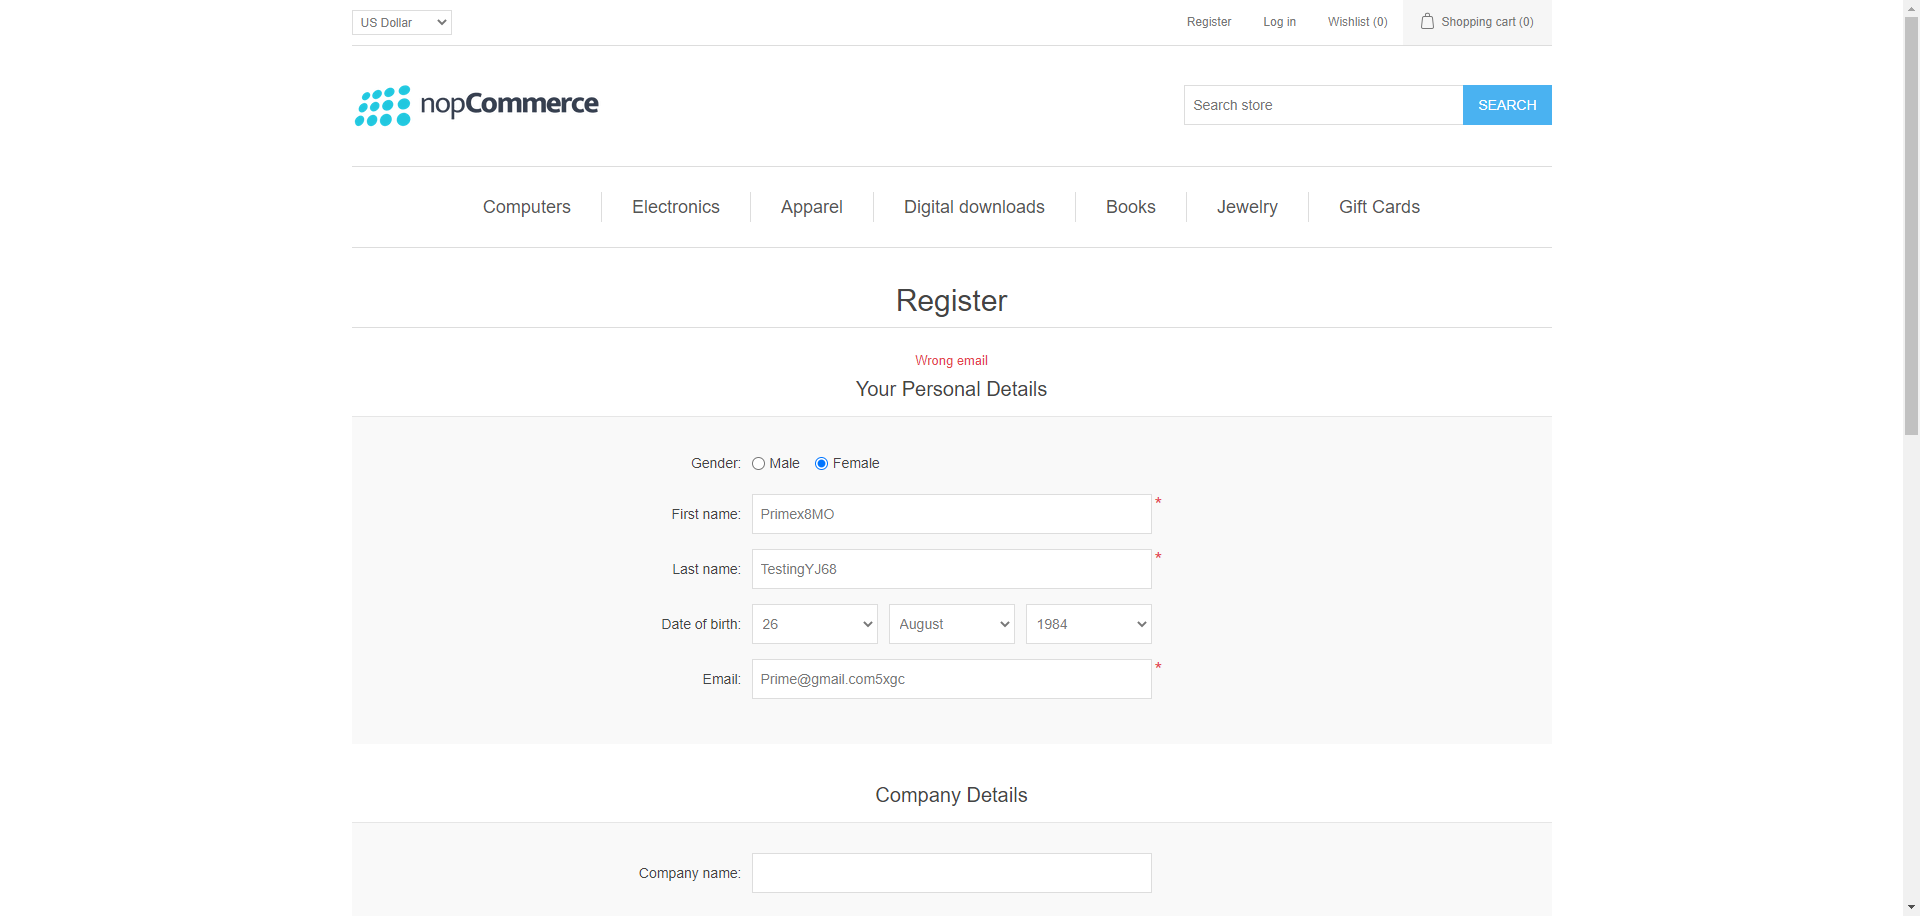 US Dollar
Register
Log in
Wishlist (0)
Shopping cart (0)
nopCommerce
Search store
SEARCH
Computers
Electronics
Apparel
Digital downloads
Books
Jewelry
Gift Cards
Register
Wrong email
Your Personal Details
Gender: Male Female
First name: Primex8MO *
Last name: TestingYJ68 *
Date of birth: 26 August 1984
Email: Prime@gmail.com5xgc *
Company Details
Company name: